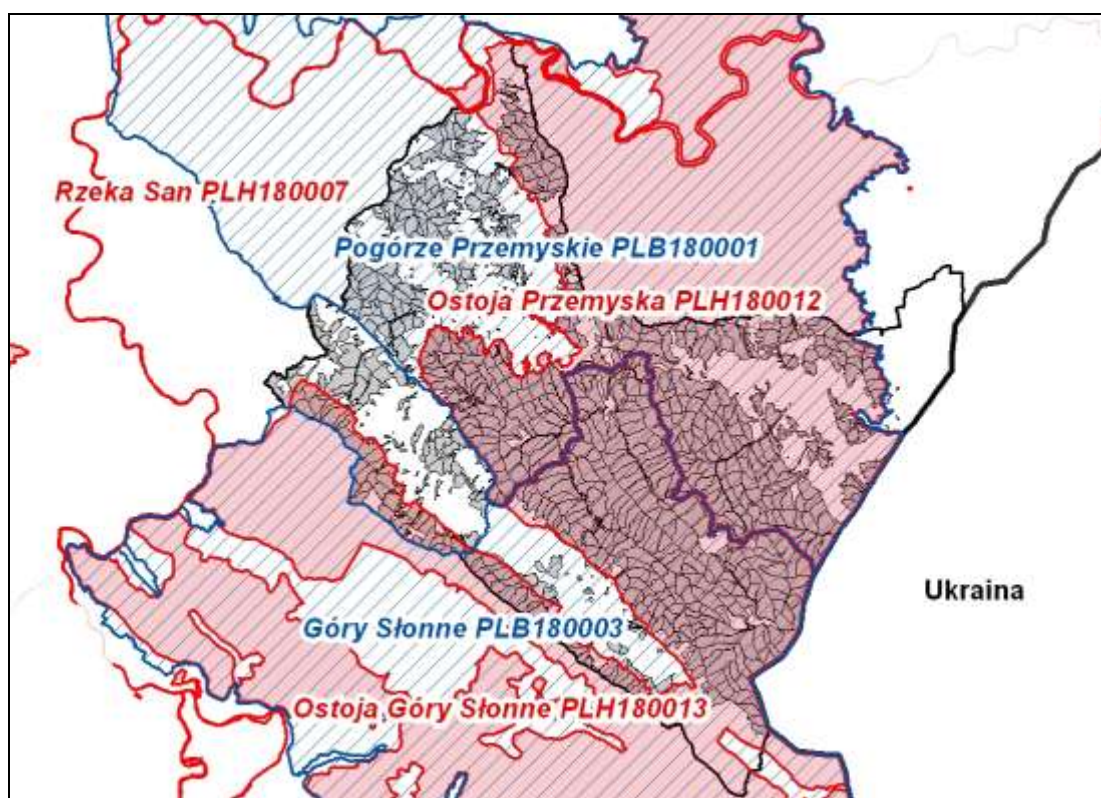 Rzeka San PLH180007
Pogórze Przemyskie PLB180001
Ostoja Przemyska PLH180012
Ukraina
Góry Słonne PLB180003
Ostoja Góry Słonne PLH180013